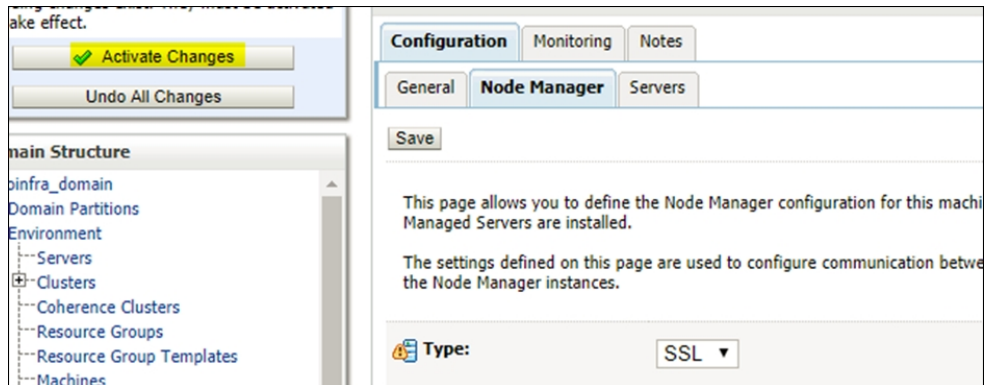 ake effect.
Activate Changes
Undo All Changes
main Structure
infra_domain
Domain Partitions
Environment
Servers
Clusters
Coherence Clusters
Resource Groups
Resource Group Templates
Machines
Configuration Monitoring Notes
General Node Manager Servers
Save
This page allows you to define the Node Manager configuration for this machi
Managed Servers are installed.
The settings defined on this page are used to configure communication betwe
the Node Manager instances.
Type: SSL